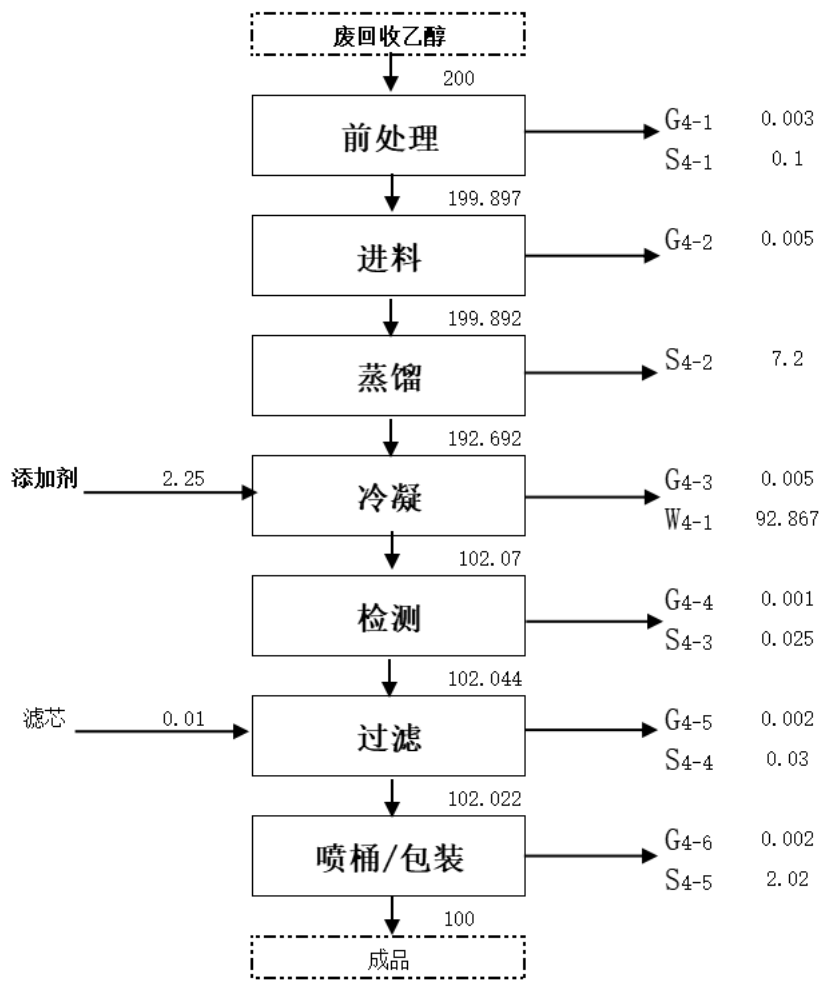 废回收乙醇
200
前处理
G4-1 0.003
S4-1 0.1
199.897
进料
G4-2 0.005
199.892
蒸馏
S4-2 7.2
192.692
添加剂 2.25
冷凝
G4-3 0.005
W4-1 92.867
102.07
检测
G4-4 0.001
S4-3 0.025
102.044
滤芯 0.01
过滤
G4-5 0.002
S4-4 0.03
102.022
喷桶/包装
G4-6 0.002
S4-5 2.02
100
成品